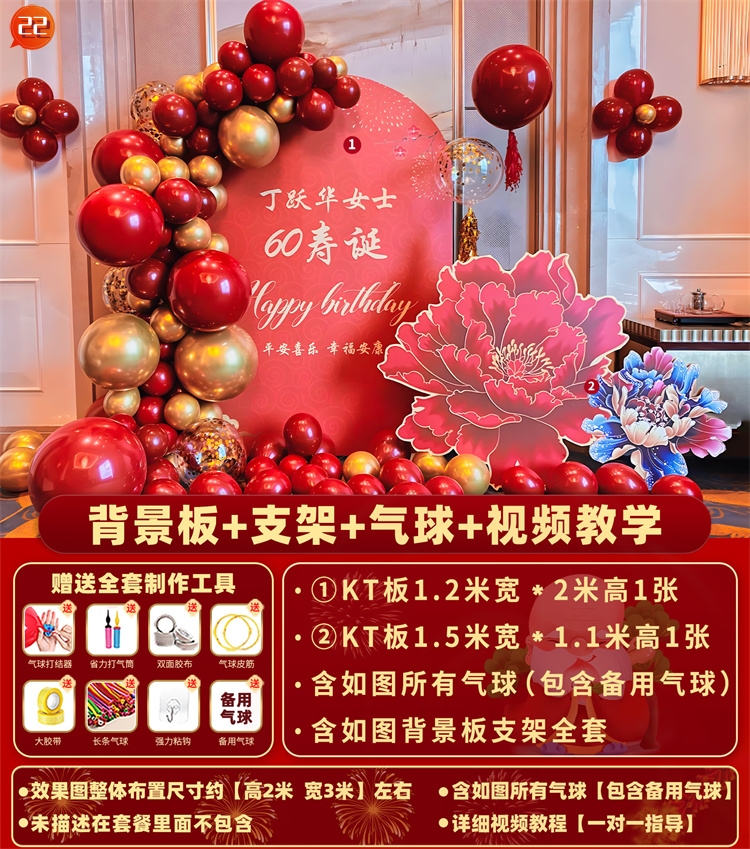 22
1
丁跃华女士
60寿诞
Happy birthday
平安喜乐 幸福安康
2
背景板+支架+气球+视频教学
赠送全套制作工具
送 送 送 送
气球打结器 省力打气筒 双面胶布 气球皮筋
送 送 送 送
备用
气球
大胶带 长条气球 强力粘钩 备用气球
·①KT板1.2米宽*2米高1张
·②KT板1.5米宽*1.1米高1张
·含如图所有气球(包含备用气球)
·含如图背景板支架全套
●效果图整体布置尺寸约【高2米 宽3米】左右
●未描述在套餐里面不包含
●含如图所有气球【包含备用气球】
●详细视频教程【一对一指导】